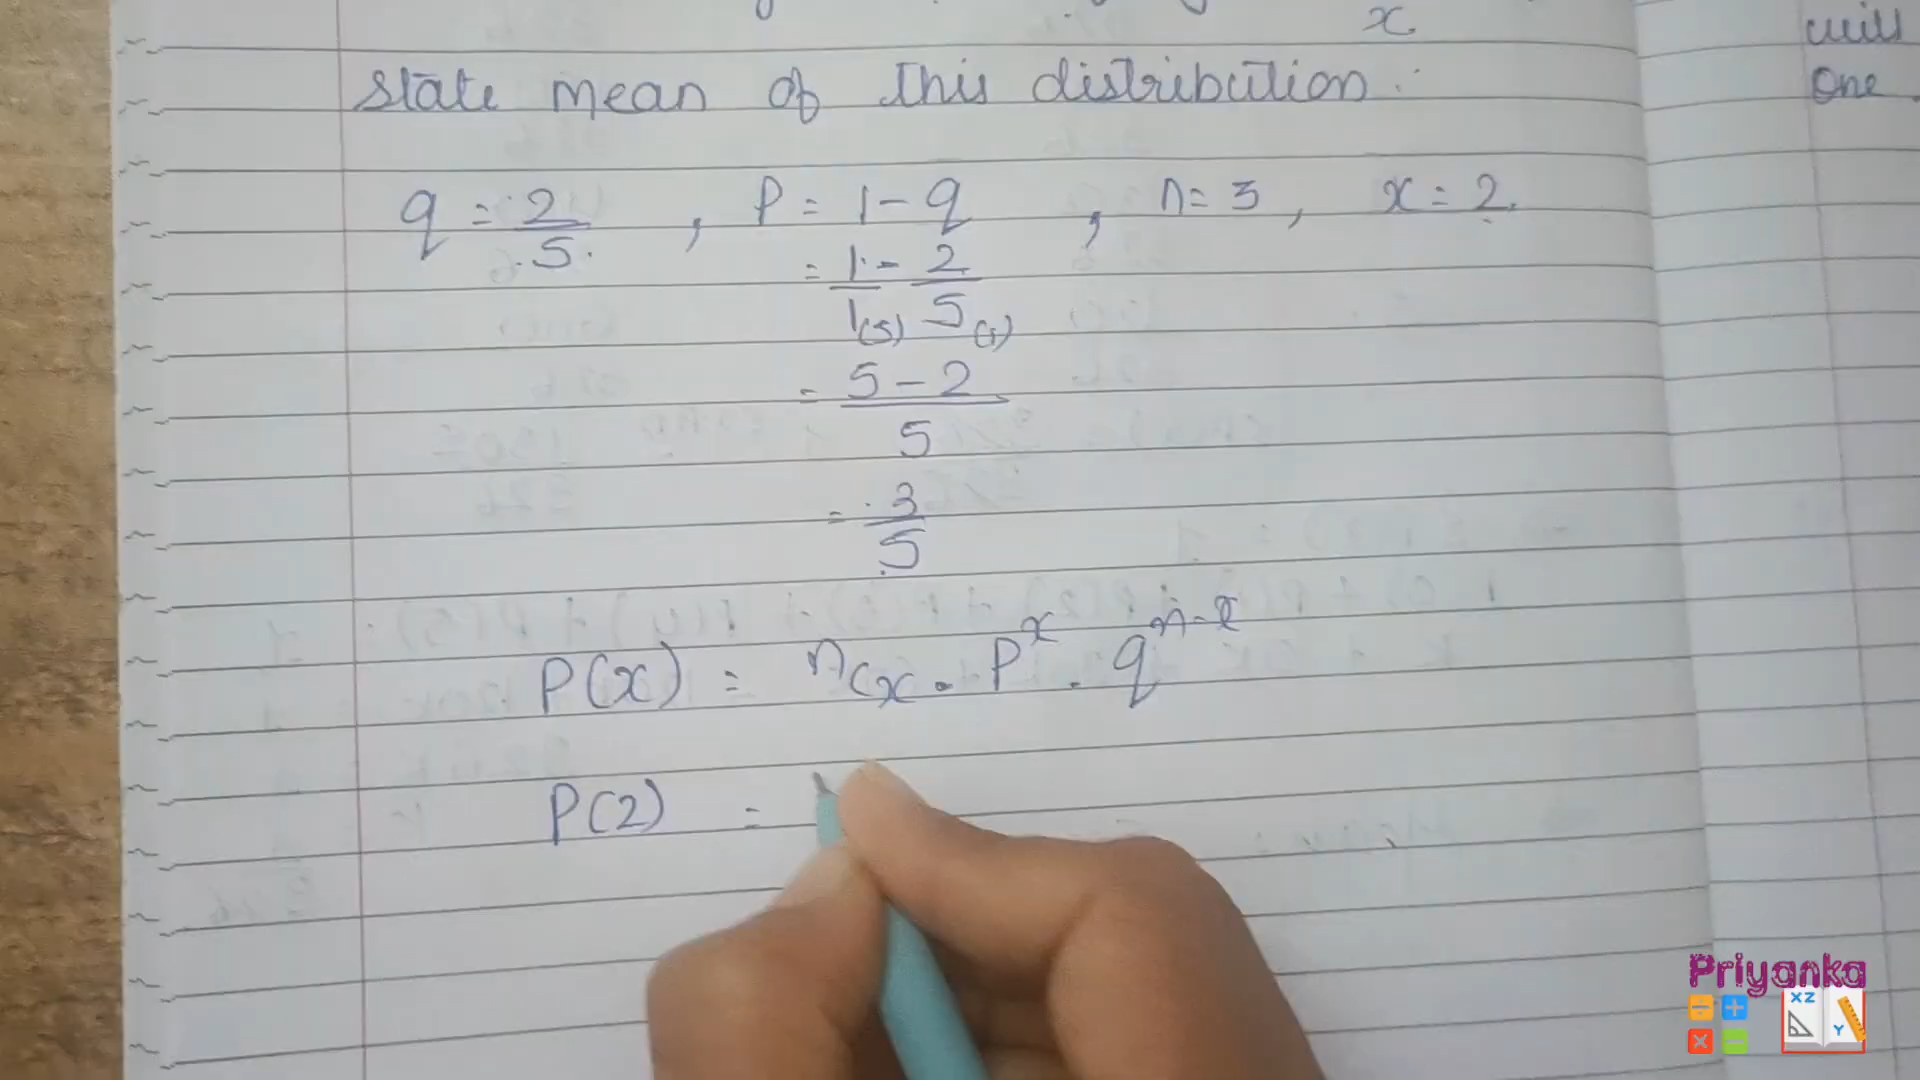 x
will
state mean of this distribution.
one
q = 2/5 , P = 1 - q , n = 3 , x = 2.
= 1/1(5) - 2/5(1)
= 5 - 2 / 5
= 3/5
P(x) = nCx . P^x . q^n-x
P(2) =
Priyanka
XZ
Y